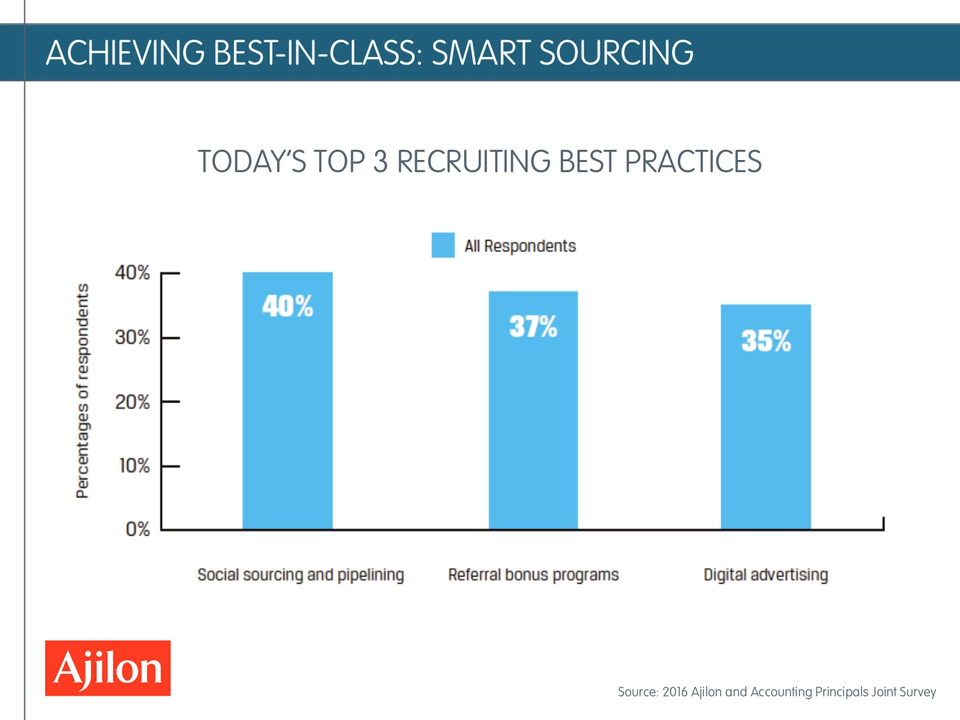 ACHIEVING BEST-IN-CLASS: SMART SOURCING
TODAY'S TOP 3 RECRUITING BEST PRACTICES
All Respondents
Percentages of respondents
40%
30%
20%
10%
0%
40%
37%
35%
Social sourcing and pipelining
Referral bonus programs
Digital advertising
Ajilon
Source: 2016 Ajilon and Accounting Principals Joint Survey